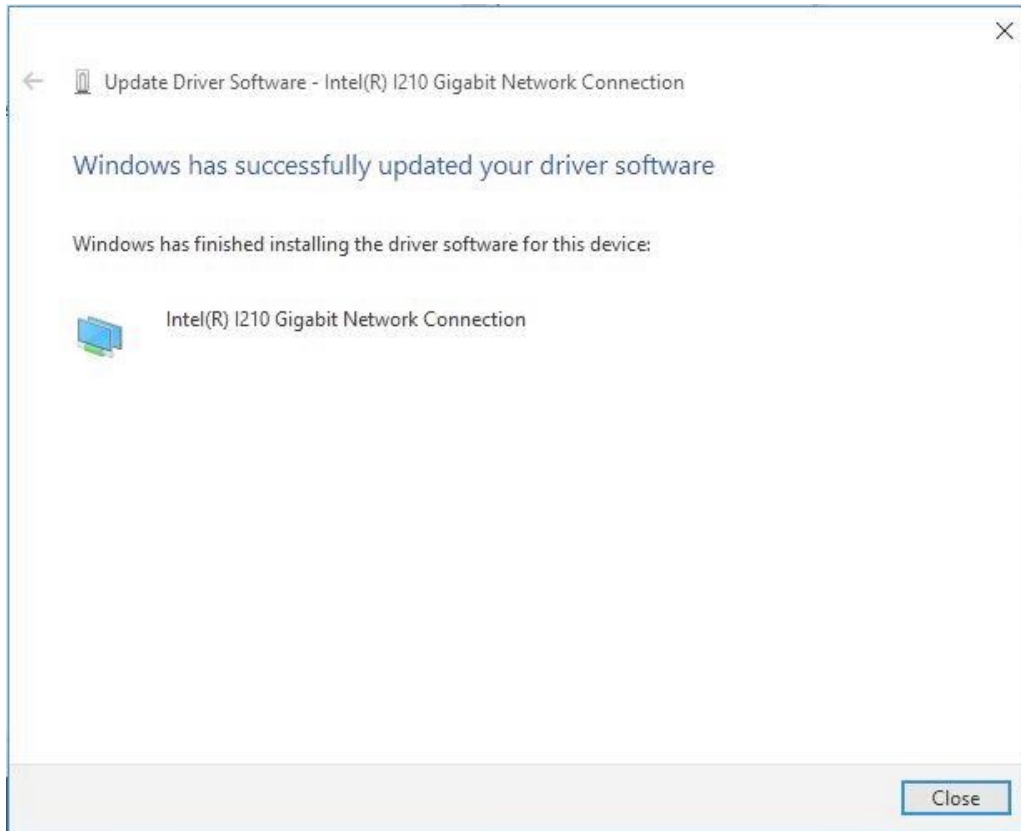 Update Driver Software - Intel(R) I210 Gigabit Network Connection
Windows has successfully updated your driver software
Windows has finished installing the driver software for this device:
Intel(R) I210 Gigabit Network Connection
Close